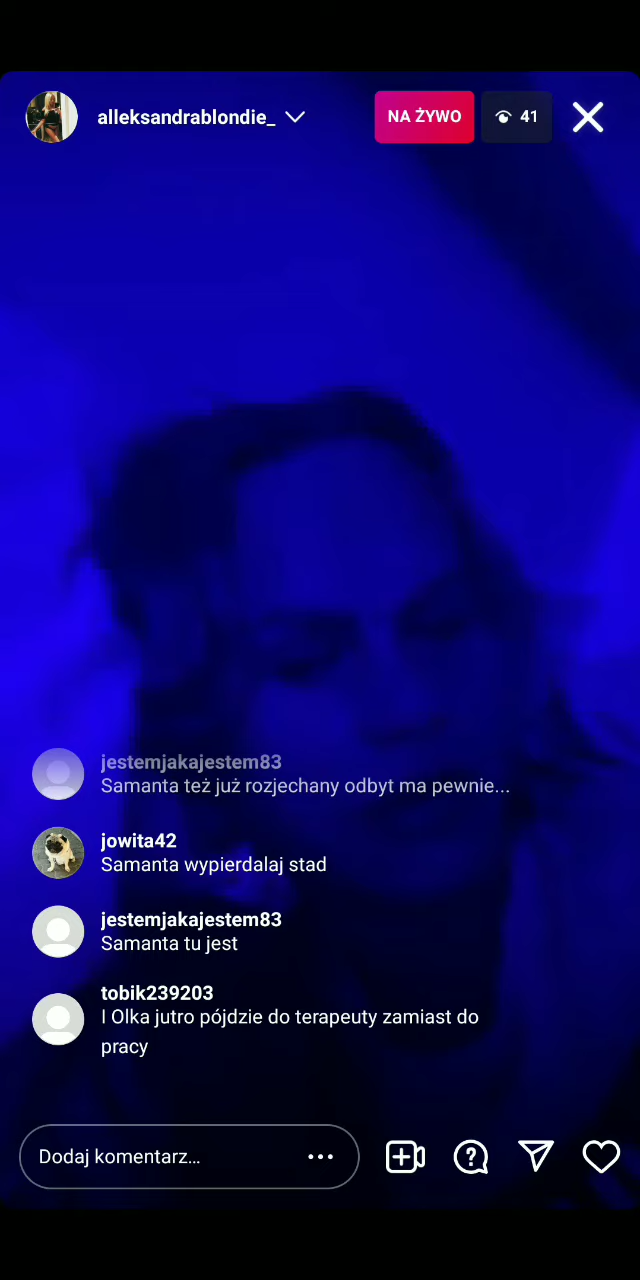 alleksandrablondie_
NA ŻYWO
41
jestemjakajestem83
Samanta też już rozjechany odbyt ma pewnie...
jowita42
Samanta wypierdalaj stad
jestemjakajestem83
Samanta tu jest
tobik239203
I Olka jutro pójdzie do terapeuty zamiast do
pracy
Dodaj komentarz...